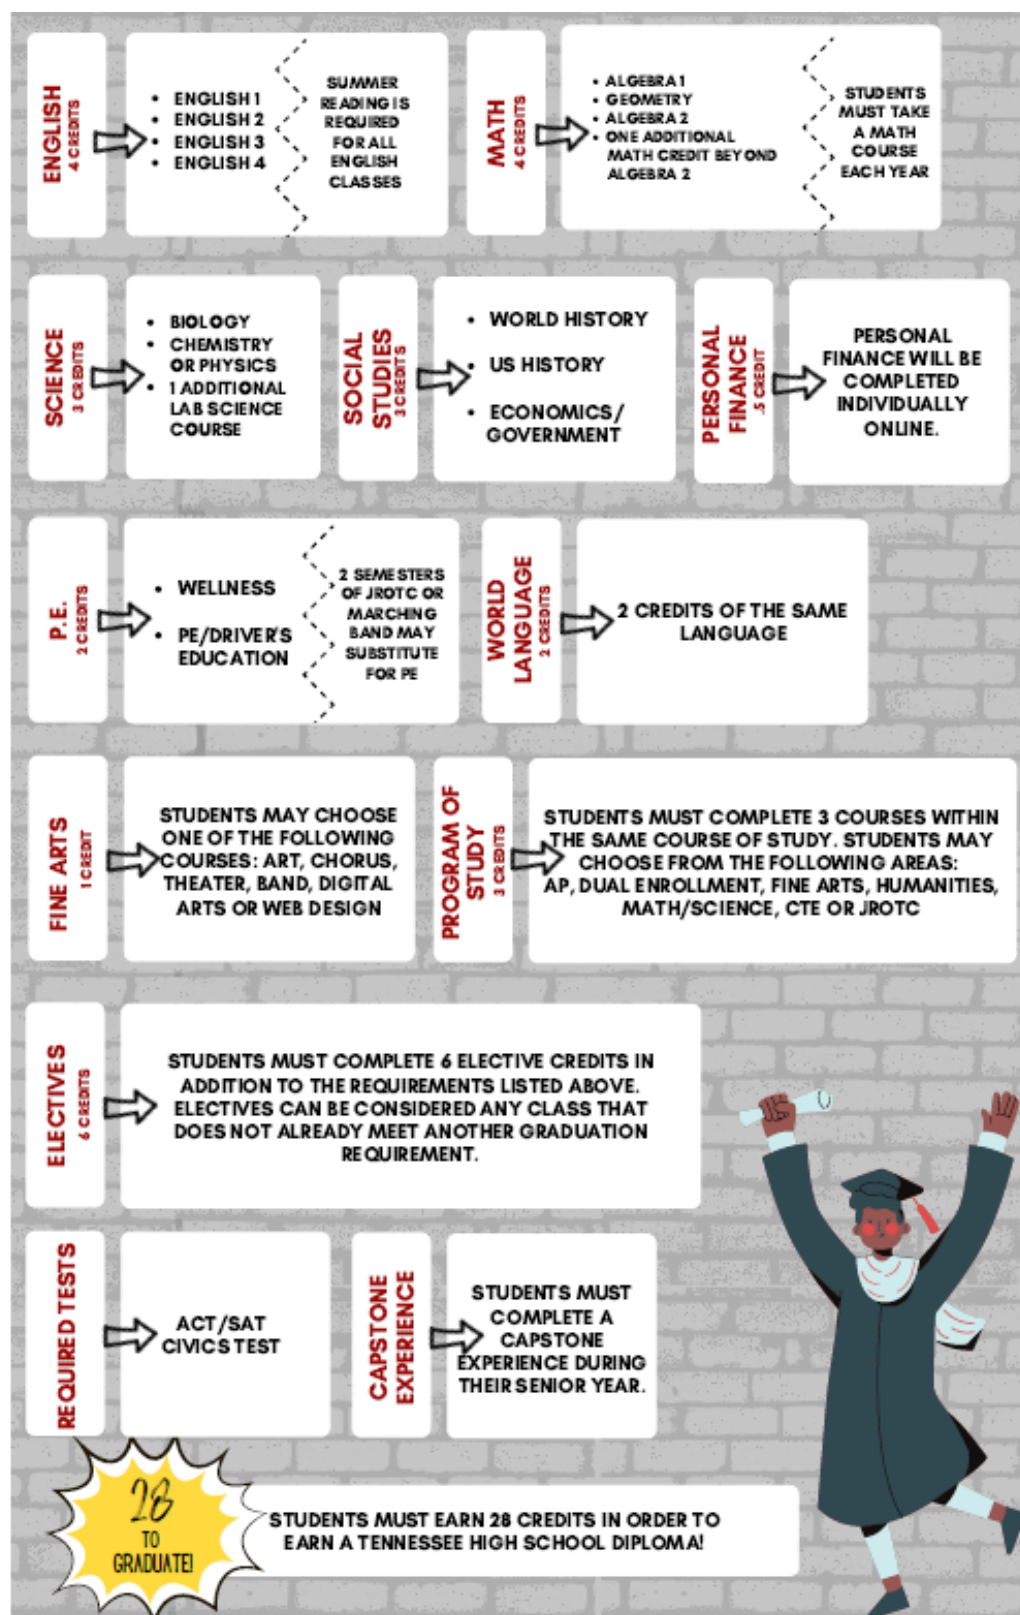 ENGLISH
4 CREDITS
• ENGLISH 1
• ENGLISH 2
• ENGLISH 3
• ENGLISH 4
SUMMER
READING IS
REQUIRED
FOR ALL
ENGLISH
CLASSES
MATH
4 CREDITS
• ALGEBRA 1
• GEOMETRY
• ALGEBRA 2
• ONE ADDITIONAL
MATH CREDIT BEYOND
ALGEBRA 2
STUDENTS
MUST TAKE
A MATH
COURSE
EACH YEAR
SCIENCE
3 CREDITS
• BIOLOGY
• CHEMISTRY
OR PHYSICS
• 1 ADDITIONAL
LAB SCIENCE
COURSE
SOCIAL
STUDIES
3 CREDITS
• WORLD HISTORY
• US HISTORY
• ECONOMICS/
GOVERNMENT
PERSONAL
FINANCE
.5 CREDIT
PERSONAL
FINANCE WILL BE
COMPLETED
INDIVIDUALLY
ONLINE.
P.E.
2 CREDITS
• WELLNESS
• PE/DRIVER'S
EDUCATION
2 SEMESTERS
OF JROTC OR
MARCHING
BAND MAY
SUBSTITUTE
FOR PE
WORLD
LANGUAGE
2 CREDITS
2 CREDITS OF THE SAME
LANGUAGE
FINE ARTS
1 CREDIT
STUDENTS MAY CHOOSE
ONE OF THE FOLLOWING
COURSES: ART, CHORUS,
THEATER, BAND, DIGITAL
ARTS OR WEB DESIGN
PROGRAM OF
STUDY
3 CREDITS
STUDENTS MUST COMPLETE 3 COURSES WITHIN
THE SAME COURSE OF STUDY. STUDENTS MAY
CHOOSE FROM THE FOLLOWING AREAS:
AP, DUAL ENROLLMENT, FINE ARTS, HUMANITIES,
MATH/SCIENCE, CTE OR JROTC
ELECTIVES
6 CREDITS
STUDENTS MUST COMPLETE 6 ELECTIVE CREDITS IN
ADDITION TO THE REQUIREMENTS LISTED ABOVE.
ELECTIVES CAN BE CONSIDERED ANY CLASS THAT
DOES NOT ALREADY MEET ANOTHER GRADUATION
REQUIREMENT.
REQUIRED TESTS
ACT/SAT
CIVICS TEST
CAPSTONE
EXPERIENCE
STUDENTS MUST
COMPLETE A
CAPSTONE
EXPERIENCE DURING
THEIR SENIOR YEAR.
28
TO
GRADUATE!
STUDENTS MUST EARN 28 CREDITS IN ORDER TO
EARN A TENNESSEE HIGH SCHOOL DIPLOMA!